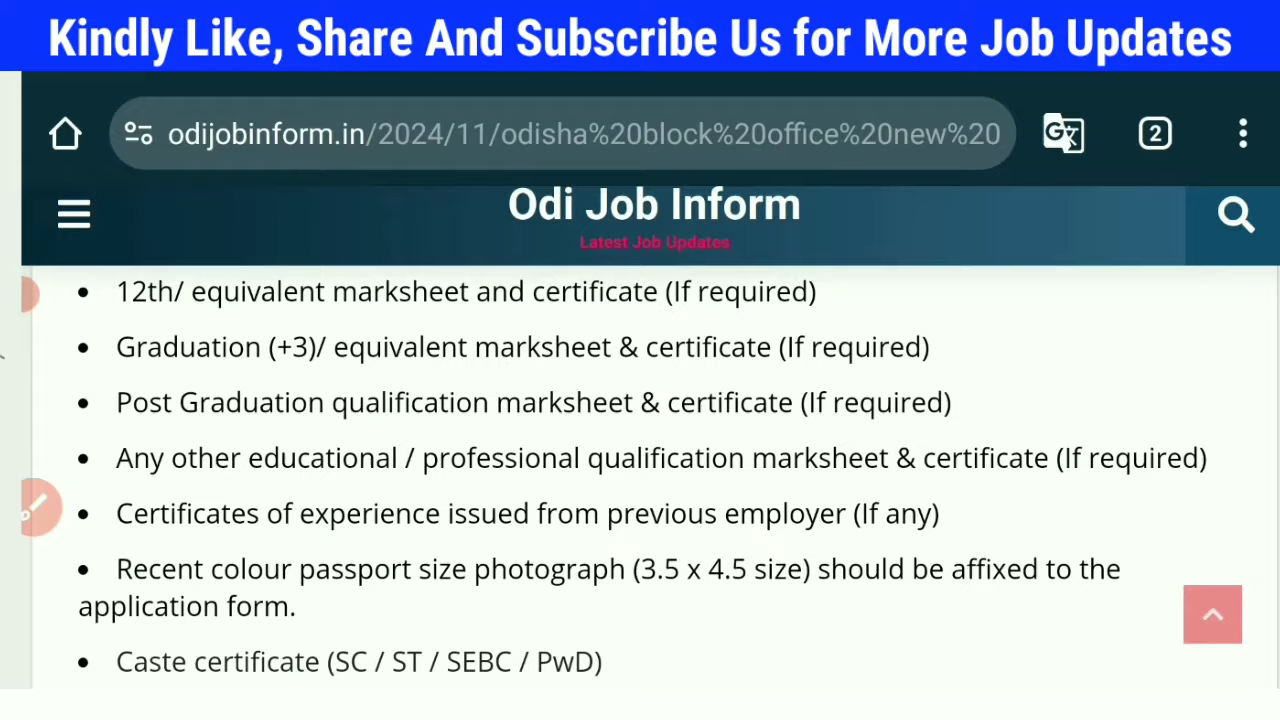 Kindly Like, Share And Subscribe Us for More Job Updates
odijobinform.in/2024/11/odisha%20block%20office%20new%20
2
Odi Job Inform
Latest Job Updates
• 12th/ equivalent marksheet and certificate (If required)
• Graduation (+3)/ equivalent marksheet & certificate (If required)
• Post Graduation qualification marksheet & certificate (If required)
• Any other educational / professional qualification marksheet & certificate (If required)
• Certificates of experience issued from previous employer (If any)
• Recent colour passport size photograph (3.5 x 4.5 size) should be affixed to the
application form.
• Caste certificate (SC / ST / SEBC / PwD)